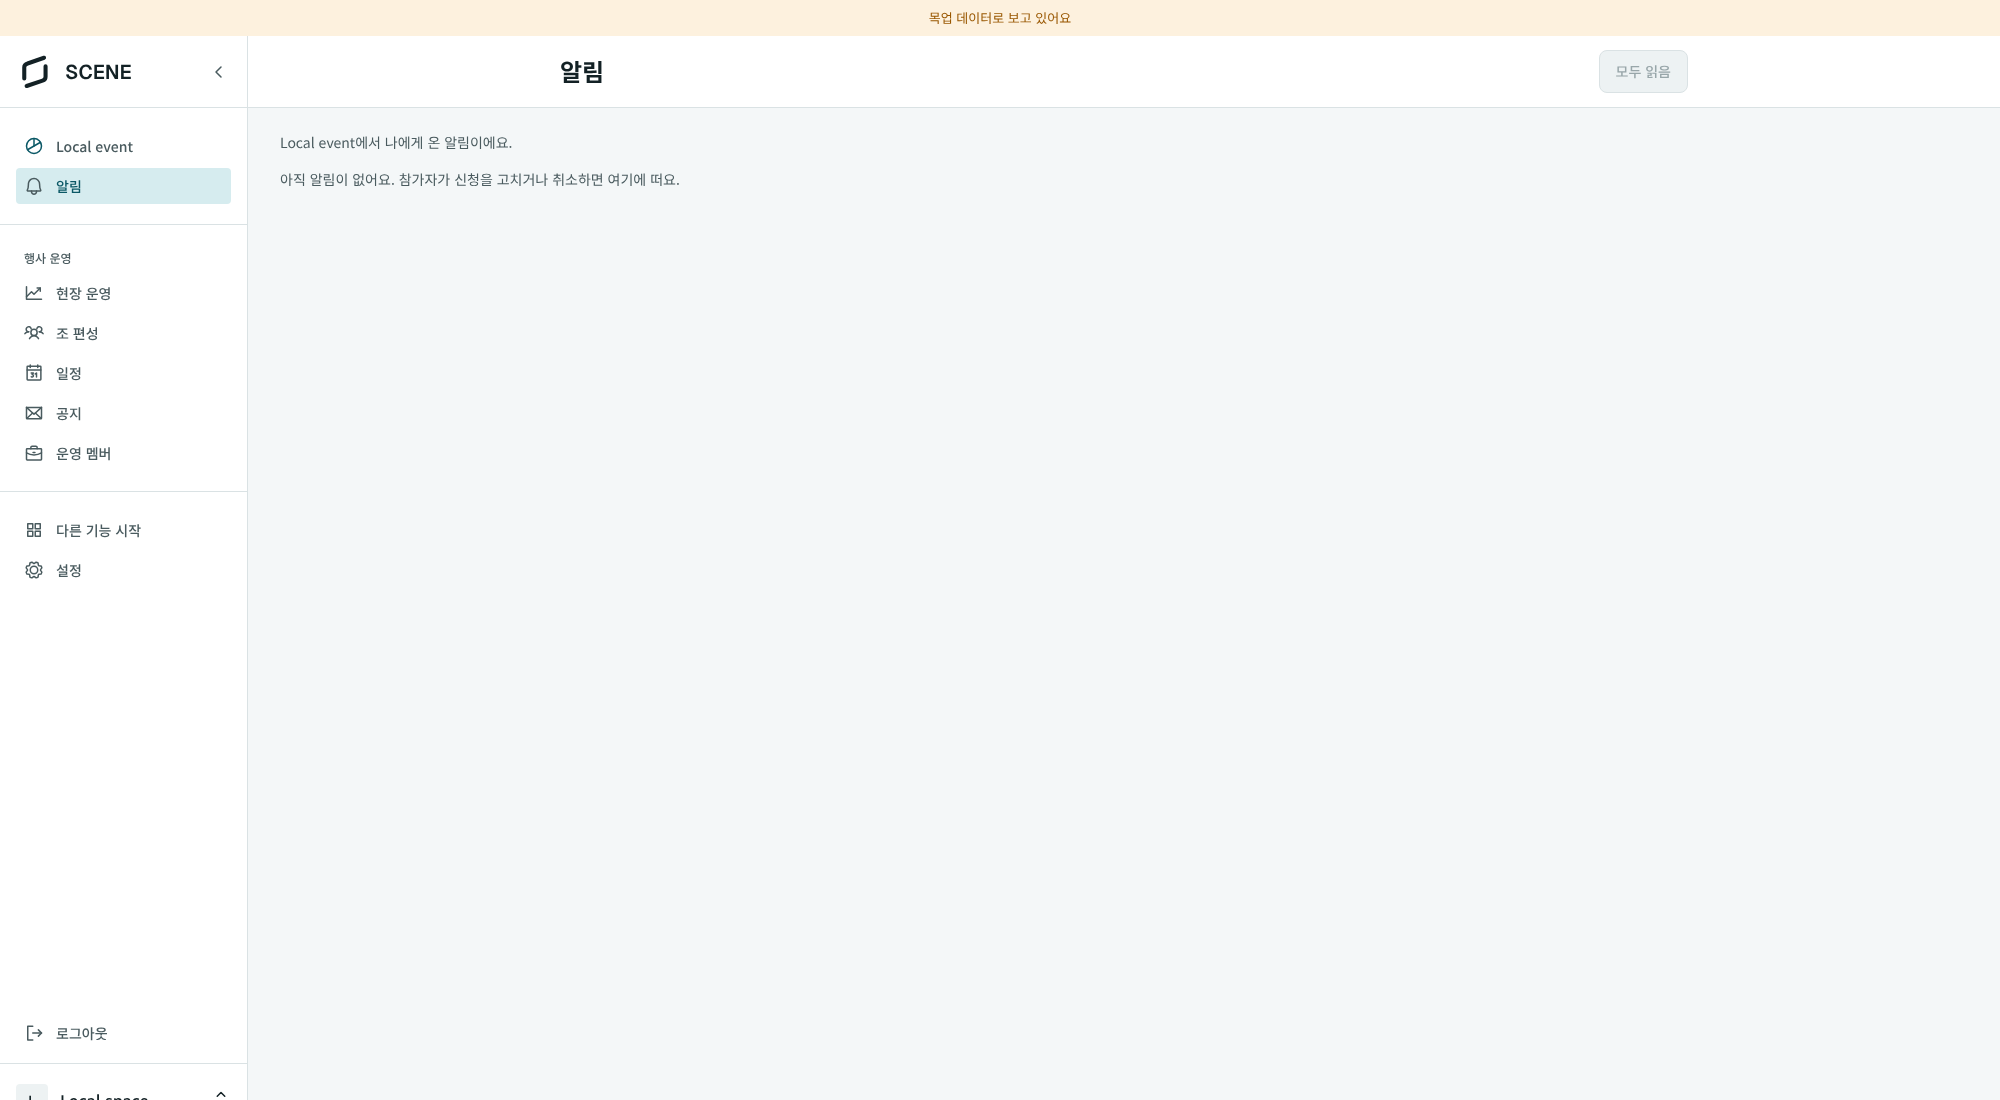 목업 데이터로 보고 있어요
SCENE
알림
모두 읽음
Local event
알림
행사 운영
현장 운영
조 편성
31
일정
공지
운영 멤버
다른 기능 시작
설정
로그아웃
Local space
Local event에서 나에게 온 알림이에요.
아직 알림이 없어요. 참가자가 신청을 고치거나 취소하면 여기에 떠요.